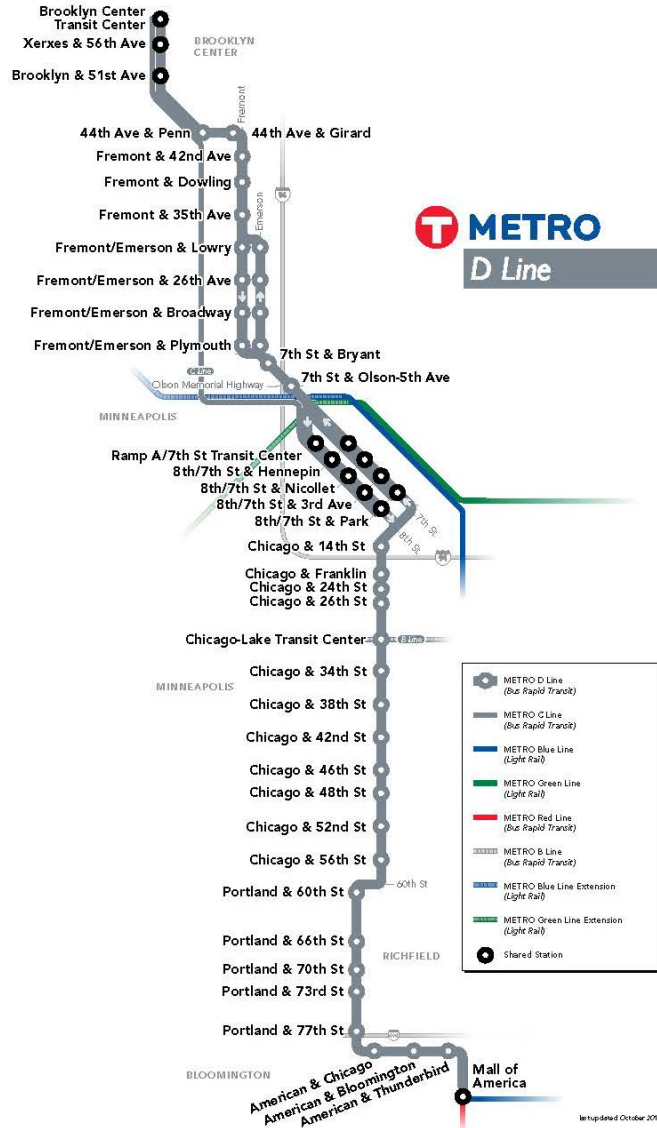 Brooklyn Center
Transit Center
Xerxes & 56th Ave
BROOKLYN
CENTER
Brooklyn & 51st Ave
Fremont
44th Ave & Penn
44th Ave & Girard
Fremont & 42nd Ave
Fremont & Dowling
94
Emerson
Fremont & 35th Ave
T METRO
D Line
Fremont/Emerson & Lowry
Fremont/Emerson & 26th Ave
Fremont/Emerson & Broadway
Fremont/Emerson & Plymouth
7th St & Bryant
C Line
Olson Memorial Highway
7th St & Olson-5th Ave
MINNEAPOLIS
Ramp A/7th St Transit Center
8th/7th St & Hennepin
8th/7th St & Nicollet
8th/7th St & 3rd Ave
8th/7th St & Park
7th St
8th St
Chicago & 14th St
94
Chicago & Franklin
Chicago & 24th St
Chicago & 26th St
Chicago-Lake Transit Center
B Line
Chicago & 34th St
MINNEAPOLIS
Chicago & 38th St
Chicago & 42nd St
Chicago & 46th St
Chicago & 48th St
Chicago & 52nd St
Chicago & 56th St
60th St
Portland & 60th St
Portland & 66th St
RICHFIELD
Portland & 70th St
Portland & 73rd St
Portland & 77th St
BLOOMINGTON
American & Chicago
American & Bloomington
American & Thunderbird
Mall of
America
METRO D Line
(Bus Rapid Transit)
METRO C Line
(Bus Rapid Transit)
METRO Blue Line
(Light Rail)
METRO Green Line
(Light Rail)
METRO Red Line
(Bus Rapid Transit)
METRO B Line
(Bus Rapid Transit)
METRO Blue Line Extension
(Light Rail)
METRO Green Line Extension
(Light Rail)
Shared Station
last updated October